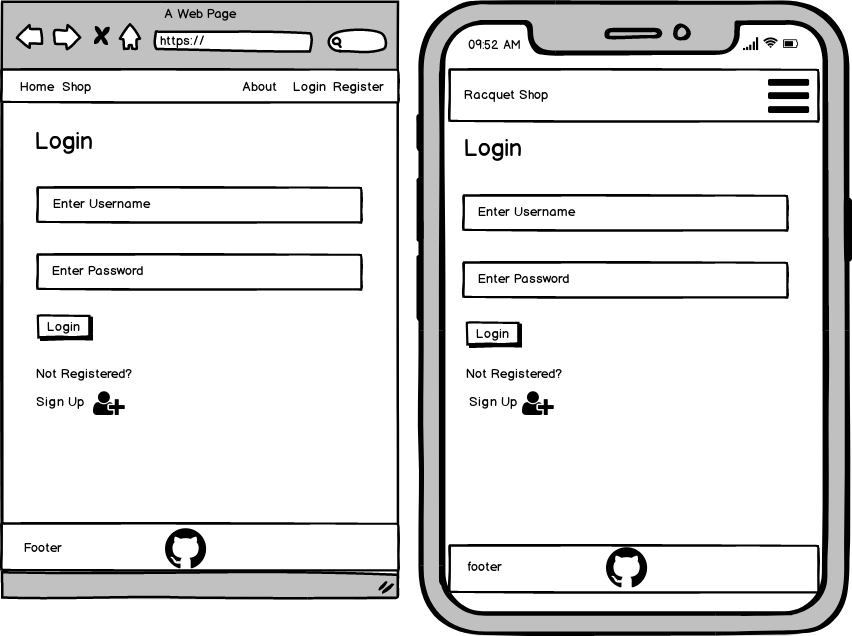 A Web Page
https://
Home Shop About Login Register
Login
Enter Username
Enter Password
Login
Not Registered?
Sign Up
Footer
09:52 AM
Racquet Shop
Login
Enter Username
Enter Password
Login
Not Registered?
Sign Up
footer